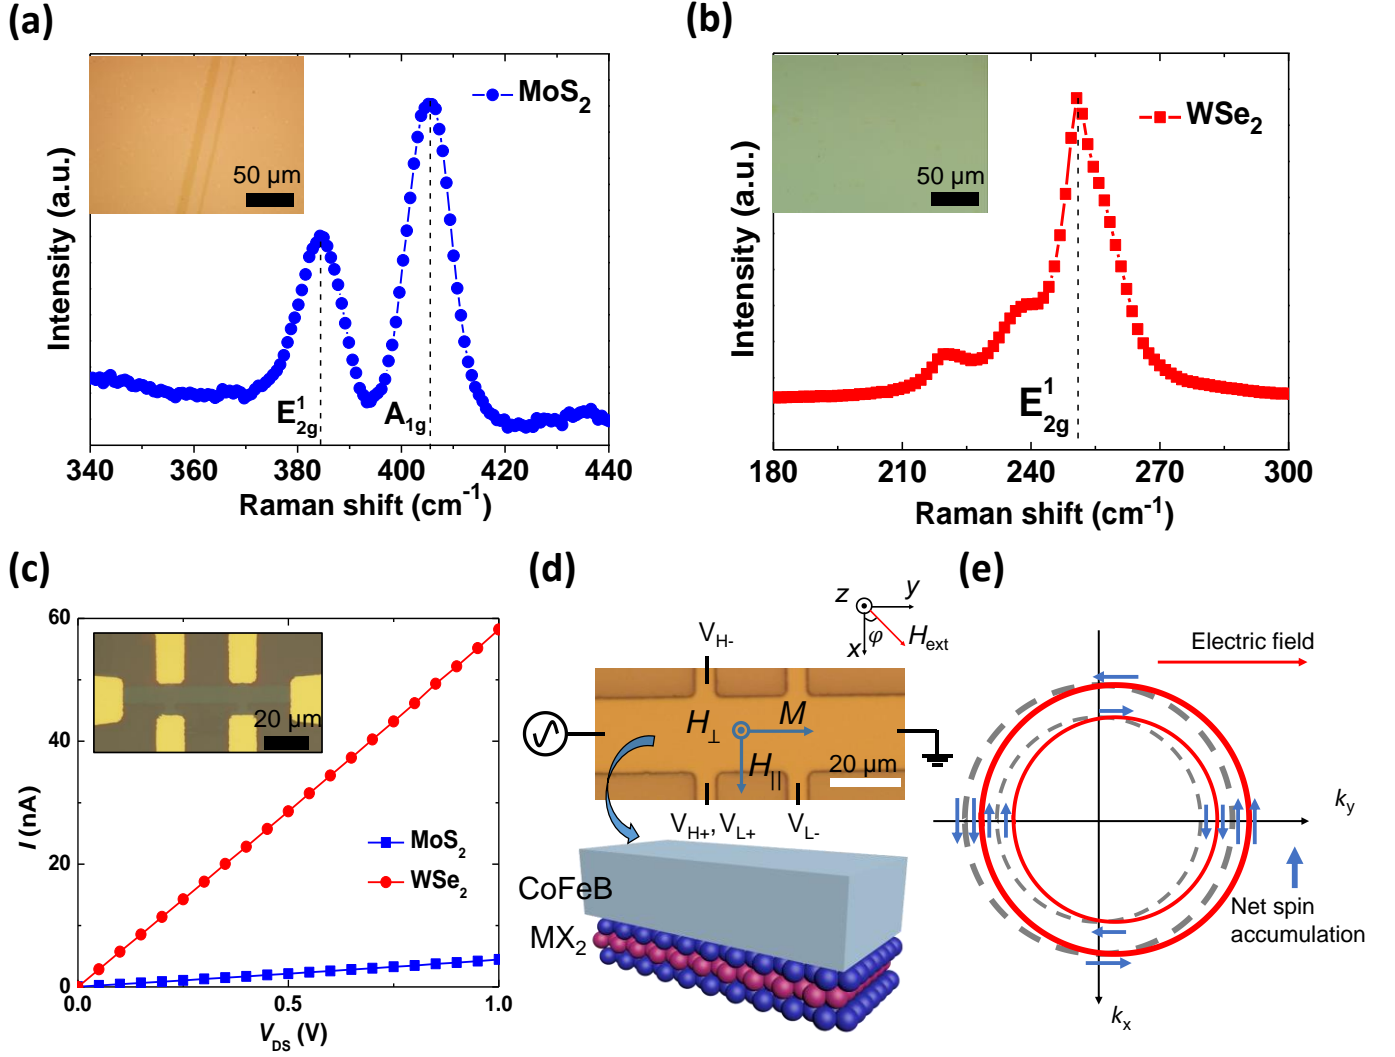 (a)
MoS2
50 μm
Intensity (a.u.)
E¹2g
A1g
340 360 380 400 420 440
Raman shift (cm-1)
(b)
WSe2
50 μm
Intensity (a.u.)
E¹2g
180 210 240 270 300
Raman shift (cm-1)
(c)
60
40
20
0
I (nA)
20 μm
MoS2
WSe2
0.0 0.5 1.0
VDS (V)
(d)
z y
x φ Hext
VH-
H⊥ M
H||
20 μm
VH+, VL+ VL-
CoFeB
MX2
(e)
Electric field
ky
Net spin
accumulation
kx